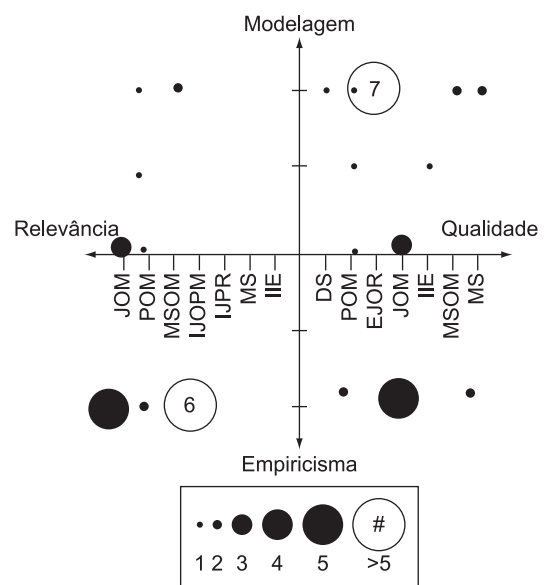 Modelagem
7
Relevância
Qualidade
JOM
POM
MSOM
IJOPM
IJPR
MS
IIE
DS
POM
EJOR
JOM
IIE
MSOM
MS
6
Empiricisma
#
1 2 3 4 5 >5